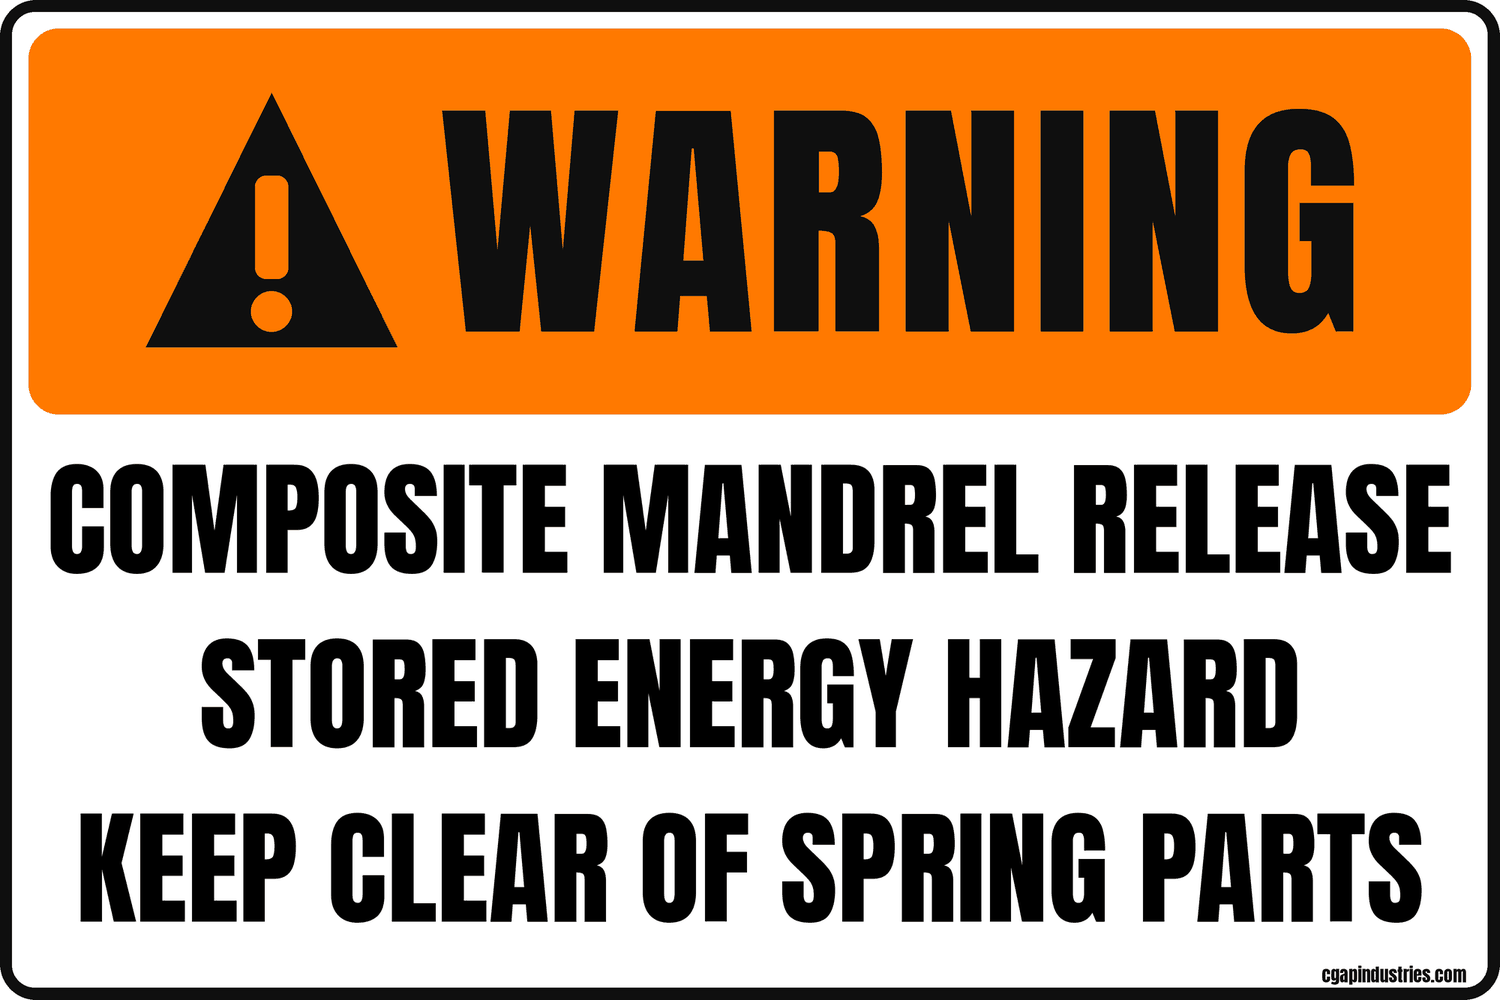 WARNING
COMPOSITE MANDREL RELEASE
STORED ENERGY HAZARD
KEEP CLEAR OF SPRING PARTS
cgapindustries.com